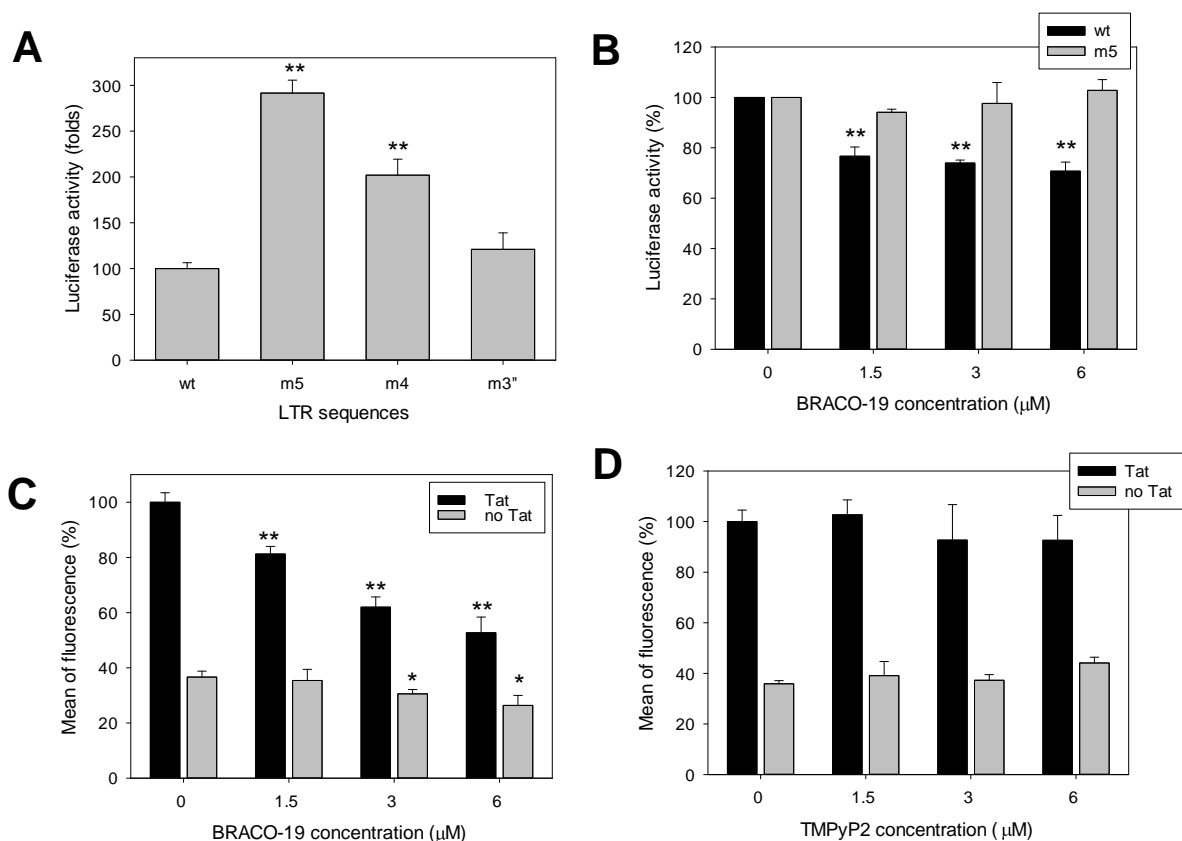 A
Luciferase activity (folds)
300
250
200
150
100
50
0
**
**
wt m5 m4 m3"
LTR sequences
B
wt
m5
Luciferase activity (%)
120
100
80
60
40
20
0
** ** **
0 1.5 3 6
BRACO-19 concentration (μM)
C
Tat
no Tat
Mean of fluorescence (%)
100
80
60
40
20
0
**
**
**
* *
0 1.5 3 6
BRACO-19 concentration (μM)
D
Tat
no Tat
Mean of fluorescence (%)
120
100
80
60
40
20
0
0 1.5 3 6
TMPyP2 concentration ( μM)